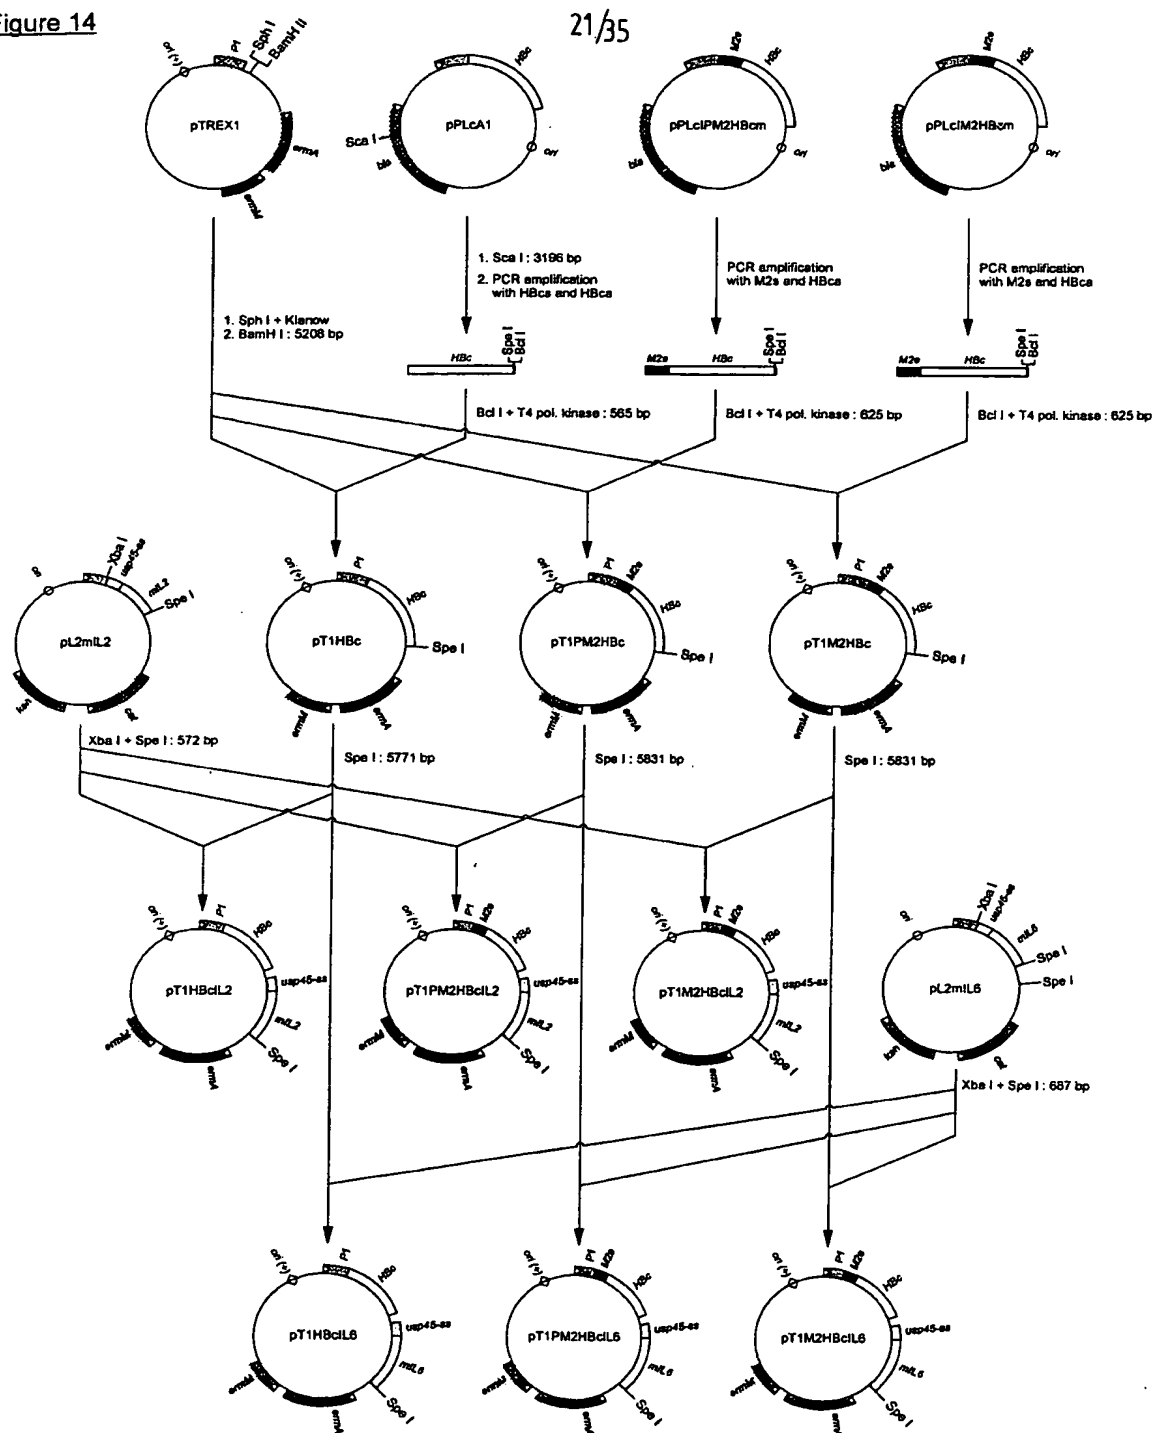 Figure 14
21/35
ori (+)
P1
Sph I
BamH II
pTREX1
ermA
ermM
HBc
pPLcA1
Sca I
bla
ori
M2e
HBc
pPLcIPM2HBcm
bla
ori
M2e
HBc
pPLcIM2HBcm
bla
ori
1. Sph I + Klenow
2. BamH I : 5208 bp
1. Sca I : 3196 bp
2. PCR amplification
with HBcs and HBca
PCR amplification
with M2s and HBca
PCR amplification
with M2s and HBca
HBc
Spe I
Bcl I
M2e
HBc
Spe I
Bcl I
M2e
HBc
Spe I
Bcl I
Bcl I + T4 pol. kinase : 565 bp
Bcl I + T4 pol. kinase : 625 bp
Bcl I + T4 pol. kinase : 625 bp
ori
Xba I
usp45-ss
mIL2
Spe I
pL2mIL2
kan
cat
ori (+)
P1
HBc
pT1HBc
Spe I
ermM
ermA
ori (+)
P1
M2e
HBc
pT1PM2HBc
Spe I
ermM
ermA
ori (+)
P1
M2e
HBc
pT1M2HBc
Spe I
ermM
ermA
Xba I + Spe I : 572 bp
Spe I : 5771 bp
Spe I : 5831 bp
Spe I : 5831 bp
ori (+)
P1
HBc
pT1HBcIL2
usp45-ss
mIL2
Spe I
ermM
ermA
ori (+)
P1
M2e
HBc
pT1PM2HBcIL2
usp45-ss
mIL2
Spe I
ermM
ermA
ori (+)
P1
M2e
HBc
pT1M2HBcIL2
usp45-ss
mIL2
Spe I
ermM
ermA
ori
Xba I
usp45-ss
mIL6
Spe I
Spe I
pL2mIL6
kan
cat
Xba I + Spe I : 687 bp
ori (+)
P1
HBc
pT1HBcIL6
usp45-ss
mIL6
Spe I
ermM
ermA
ori (+)
P1
M2e
HBc
pT1PM2HBcIL6
usp45-ss
mIL6
Spe I
ermM
ermA
ori (+)
P1
M2e
HBc
pT1M2HBcIL6
usp45-ss
mIL6
Spe I
ermM
ermA